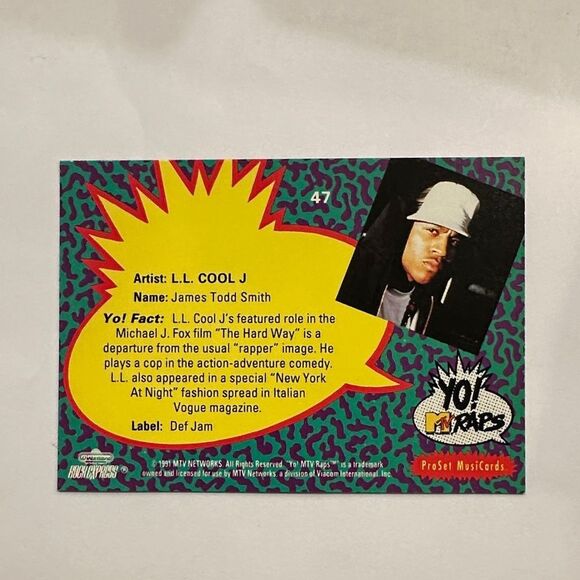 47
Artist: L.L. COOL J
Name: James Todd Smith
Yo! Fact: L.L. Cool J's featured role in the
Michael J. Fox film "The Hard Way" is a
departure from the usual "rapper" image. He
plays a cop in the action-adventure comedy.
L.L. also appeared in a special "New York
At Night" fashion spread in Italian
Vogue magazine.
Label: Def Jam
YO!
MTV RAPS
ProSet MusiCards
© 1991 MTV NETWORKS. All Rights Reserved. "Yo! MTV Raps™" is a trademark
owned and licensed for use by MTV Networks, a division of Viacom International, Inc.